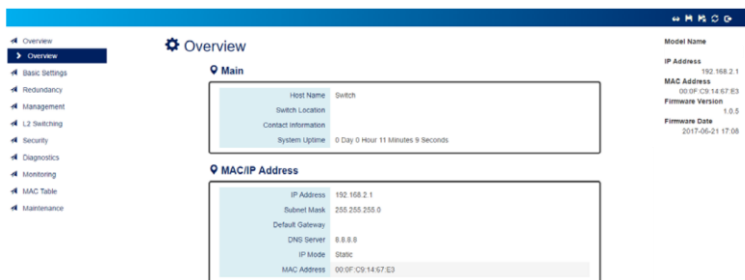 Overview
Overview
Basic Settings
Redundancy
Management
L2 Switching
Security
Diagnostics
Monitoring
MAC Table
Maintenance
Overview
Main
Host Name Switch
Switch Location
Contact Information
System Uptime 0 Day 0 Hour 11 Minutes 9 Seconds
MAC/IP Address
IP Address 192.168.2.1
Subnet Mask 255.255.255.0
Default Gateway
DNS Server 8.8.8.8
IP Mode Static
MAC Address 00:0F:C9:14:67:E3
Model Name
IP Address
192.168.2.1
MAC Address
00:0F:C9:14:67:E3
Firmware Version
1.0.5
Firmware Date
2017-06-21 17:08